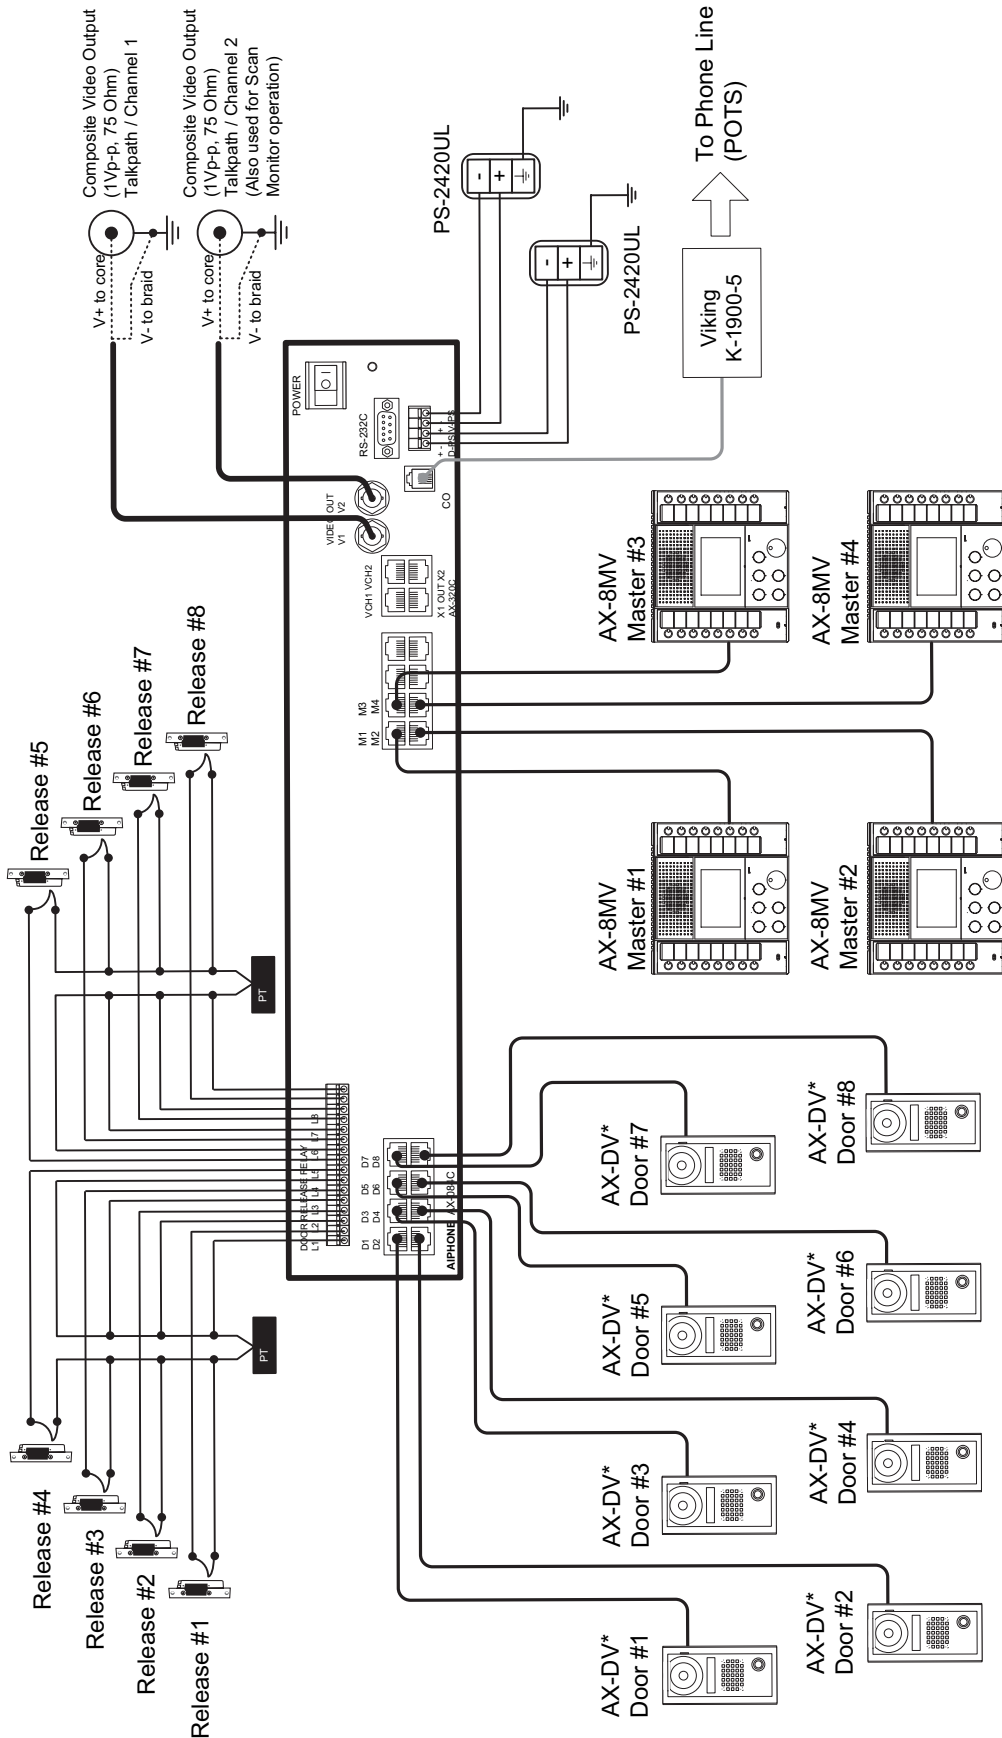 Release #4
Release #3
Release #2
Release #1
Release #5
Release #6
Release #7
Release #8
PT
PT
Composite Video Output
(1Vp-p, 75 Ohm)
Talkpath / Channel 1
V+ to core
V- to braid
Composite Video Output
(1Vp-p, 75 Ohm)
Talkpath / Channel 2
(Also used for Scan
Monitor operation)
V+ to core
V- to braid
DOOR RELEASE RELAY
L1 L2 L3 L4 L5 L6 L7 L8
D1 D3 D5 D7
D2 D4 D6 D8
AIPHONE AX-084C
M1 M3
M2 M4
VCH1 VCH2
X1 OUT X2
AX-320C
VIDEO OUT
V1 V2
CO
RS-232C
+ - + -
D-PS V-PS
POWER
PS-2420UL
- +
PS-2420UL
- +
Viking
K-1900-5
To Phone Line
(POTS)
AX-8MV
Master #1
AX-8MV
Master #2
AX-8MV
Master #3
AX-8MV
Master #4
AX-DV*
Door #1
AX-DV*
Door #2
AX-DV*
Door #3
AX-DV*
Door #4
AX-DV*
Door #5
AX-DV*
Door #6
AX-DV*
Door #7
AX-DV*
Door #8